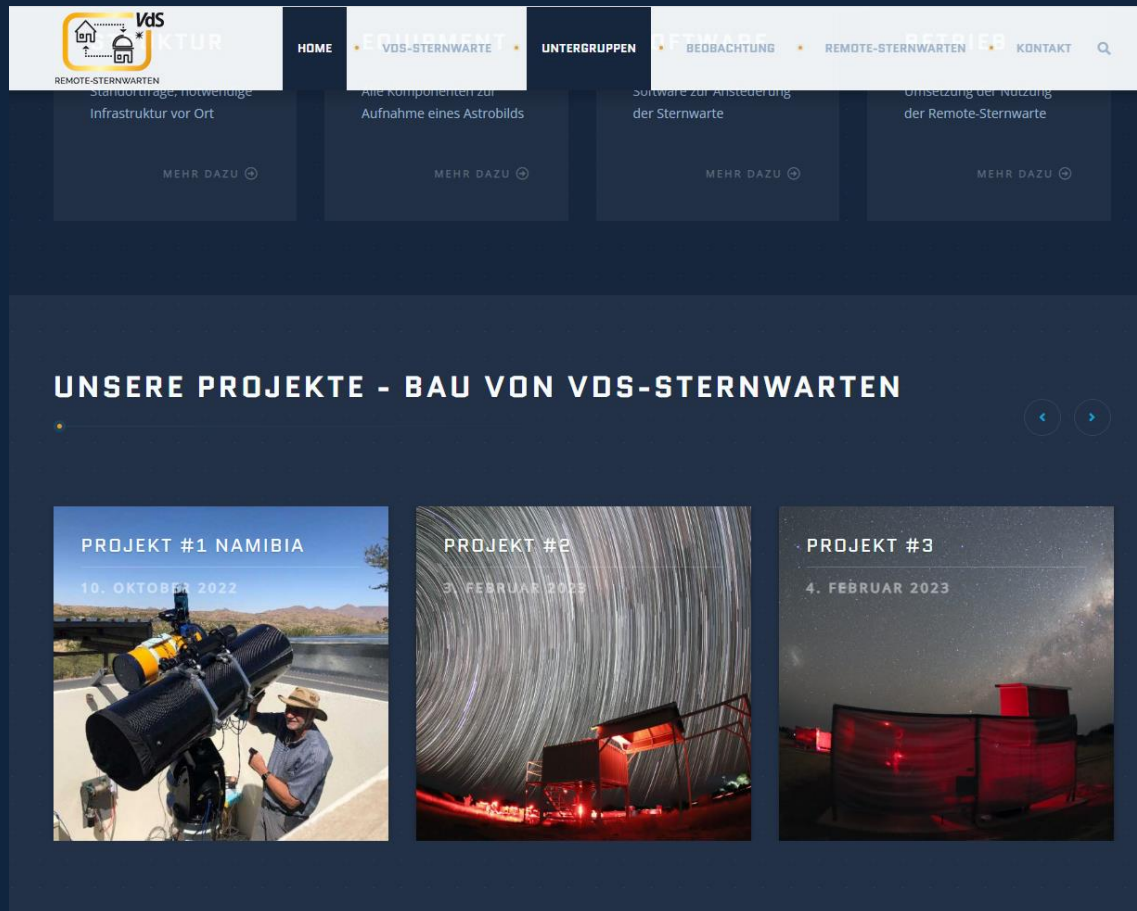 VdS
REMOTE-STERNWARTEN
HOME
VDS-STERNWARTE
UNTERGRUPPEN
BEOBACHTUNG
REMOTE-STERNWARTEN
KONTAKT
EQUIPMENT
SOFTWARE
BETRIEB
Standortfrage, notwendige
Infrastruktur vor Ort
MEHR DAZU
Alle Komponenten zur
Aufnahme eines Astrobilds
MEHR DAZU
Software zur Ansteuerung
der Sternwarte
MEHR DAZU
Umsetzung der Nutzung
der Remote-Sternwarte
MEHR DAZU
UNSERE PROJEKTE - BAU VON VDS-STERNWARTEN
PROJEKT #1 NAMIBIA
10. OKTOBER 2022
PROJEKT #2
3. FEBRUAR 2023
PROJEKT #3
4. FEBRUAR 2023